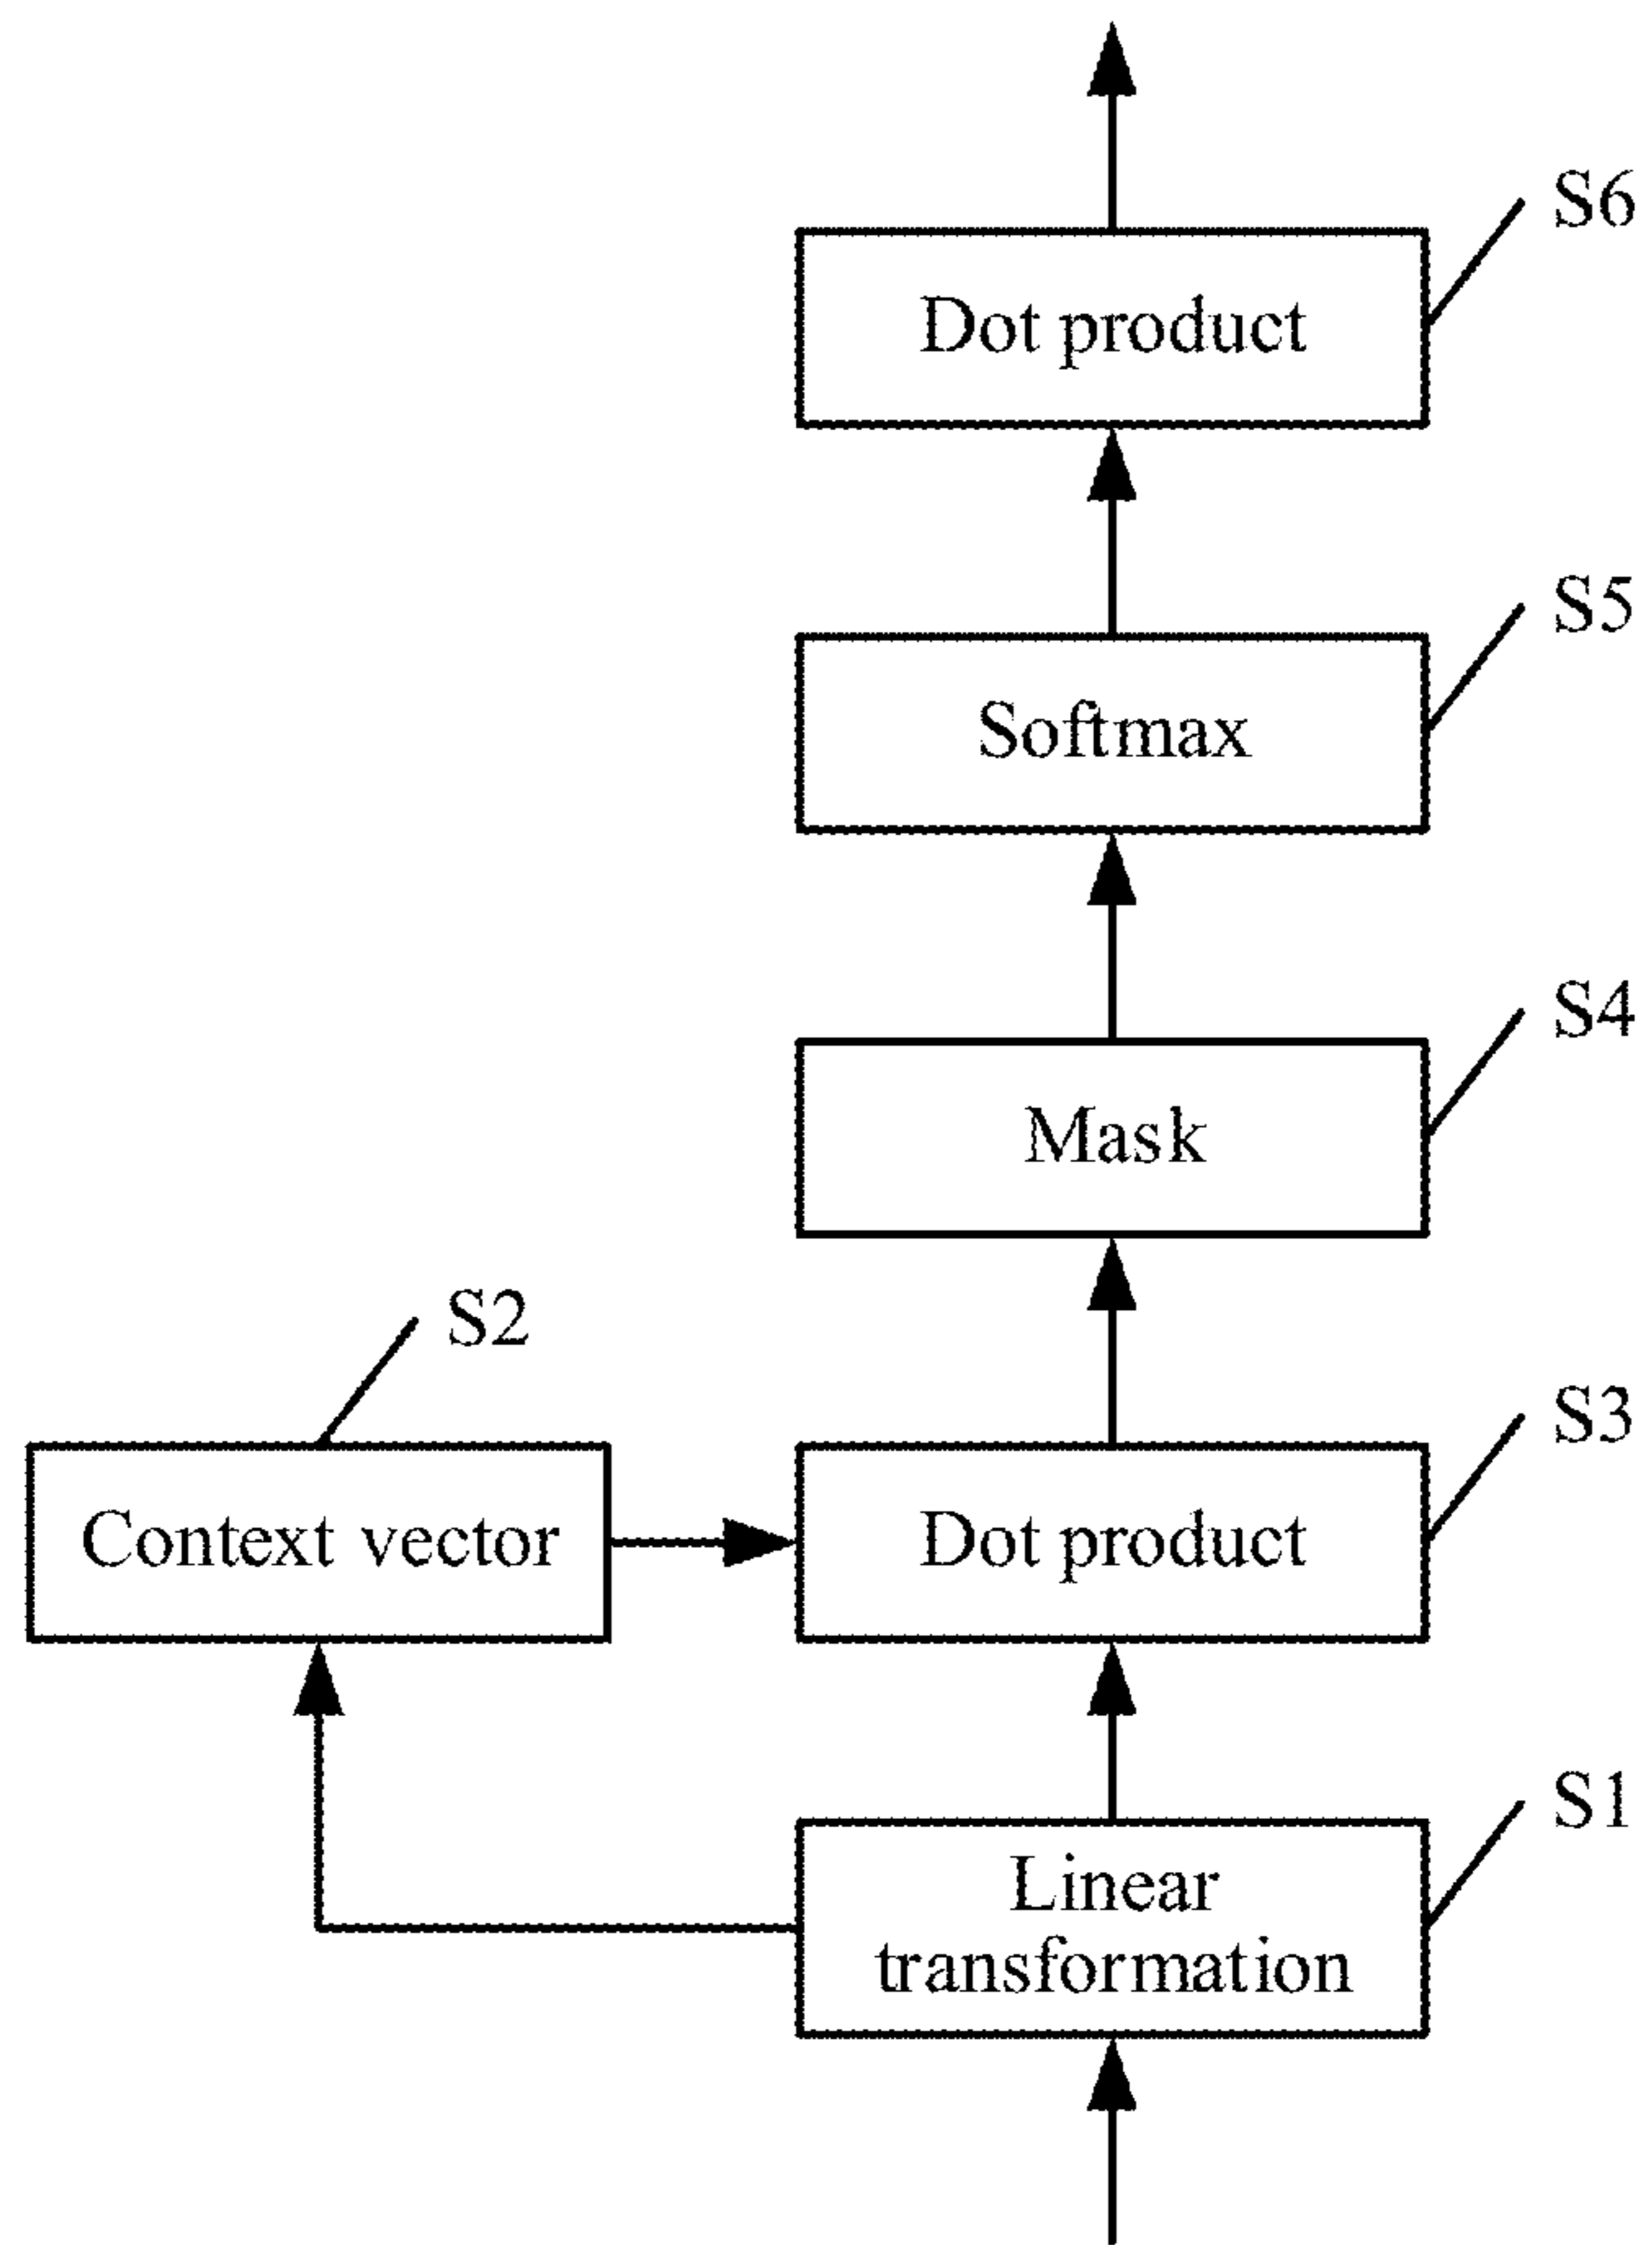 S6
Dot product
S5
Softmax
S4
Mask
S2
S3
Context vector
Dot product
S1
Linear
transformation